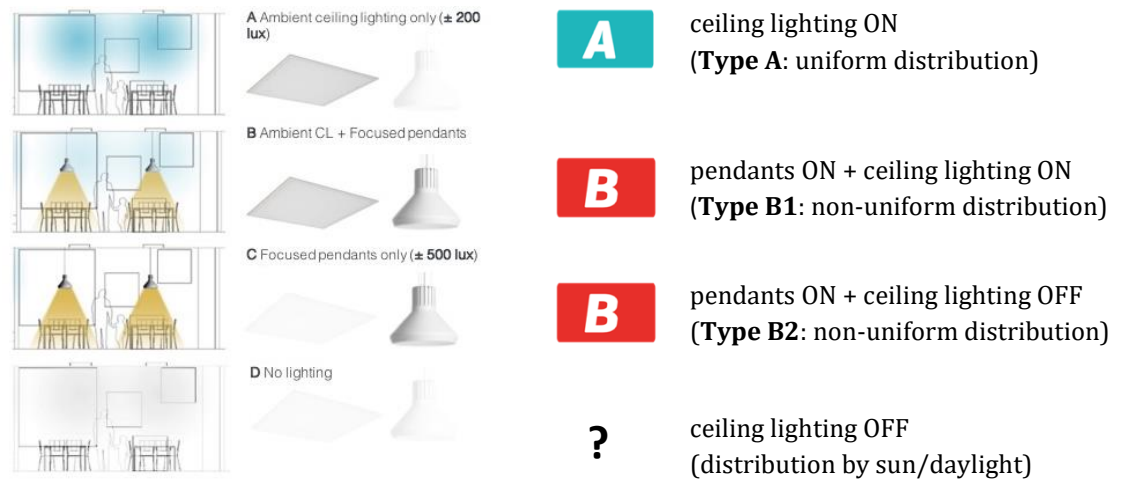 A Ambient ceiling lighting only (± 200
lux)
A
ceiling lighting ON
(Type A: uniform distribution)
B Ambient CL + Focused pendants
B
pendants ON + ceiling lighting ON
(Type B1: non-uniform distribution)
C Focused pendants only (± 500 lux)
B
pendants ON + ceiling lighting OFF
(Type B2: non-uniform distribution)
D No lighting
?
ceiling lighting OFF
(distribution by sun/daylight)